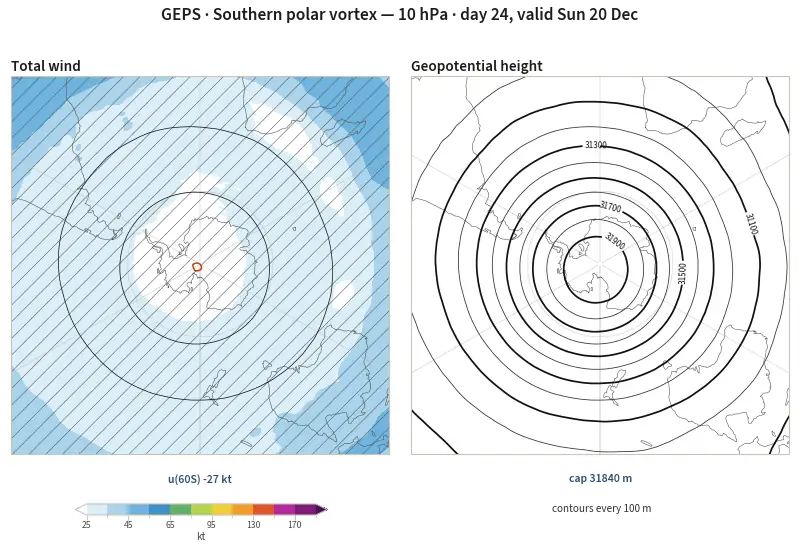 GEPS · Southern polar vortex — 10 hPa · day 24, valid Sun 20 Dec
Total wind
Geopotential height
31300
31700
31900
31100
31500
u(60S) -27 kt
cap 31840 m
contours every 100 m
25 45 65 95 130 170
kt